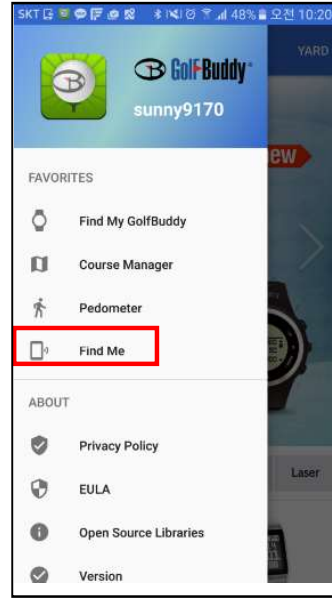 SKT 48% 오전 10:20
YARD
GolfBuddy
sunny9170
ew
FAVORITES
Find My GolfBuddy
Course Manager
Pedometer
Find Me
ABOUT
Privacy Policy
Laser
EULA
Open Source Libraries
Version